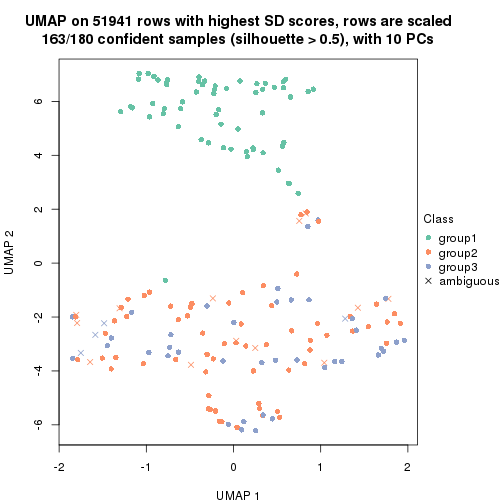 UMAP on 51941 rows with highest SD scores, rows are scaled
163/180 confident samples (silhouette > 0.5), with 10 PCs
6
4
2
0
-2
-4
-6
UMAP 2
-2
-1
0
1
2
UMAP 1
Class
group1
group2
group3
ambiguous